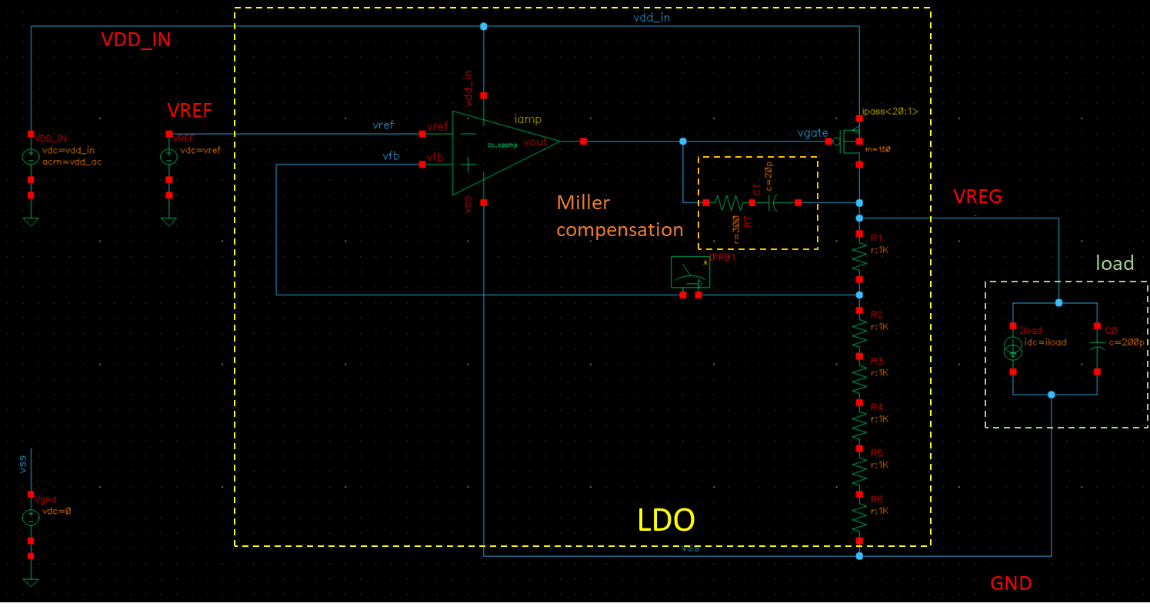 vdd_in
VDD_IN
VREF
VDD_IN
vdc=vdd_in
acm=vdd_ac
VREF
vdc=vref
vref
vfb
vdd_in
vref
vfb
iamp
vout
vss
ipass<20:1>
vgate
m=160
Miller
compensation
r=300
R7
C1
c=20p
IPRB1
VREG
R1
r:1K
R2
r:1K
R3
r:1K
R4
r:1K
R5
r:1K
R6
r:1K
load
Iload
idc=iload
C0
c=200p
vss
Vgnd
vdc=0
LDO
vss
GND